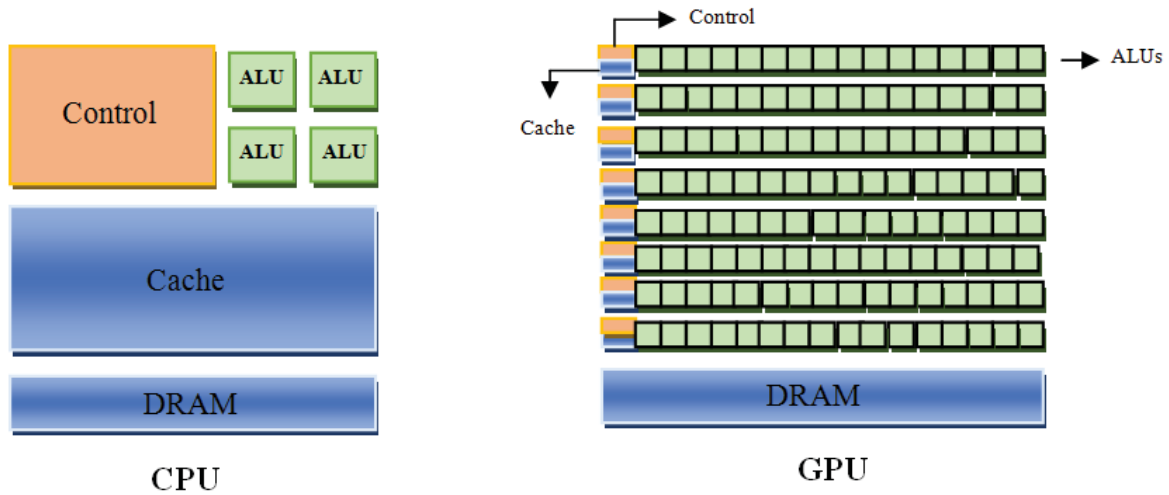 Control
ALU ALU
ALU ALU
Cache
DRAM
CPU
Control
ALUs
Cache
DRAM
GPU